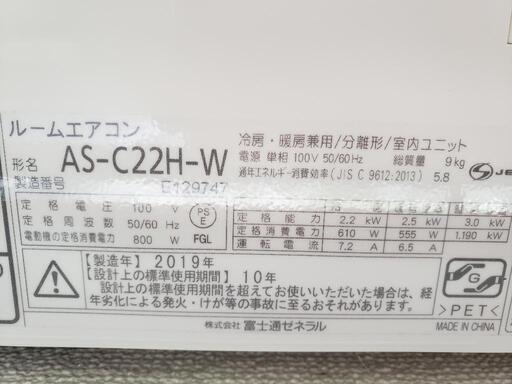 ルームエアコン
形名 AS-C22H-W
製造番号 E129747
冷房・暖房兼用/分離形/室内ユニット
電源 単相 100V 50/60Hz 総質量 9kg
通年エネルギー消費効率 (JIS C 9612:2013) 5.8
定格電圧 100 V
定格周波数 50/60 Hz
電動機の定格消費電力 800 W
PS
E
FGL
定格能力 2.2 kW 2.5 kW 3.0 kW
定格消費電力 610 W 555 W 1.190 kW
運転電流 7.2 A 6.5 A
【製造年】2019年
【設計上の標準使用期間】10年
設計上の標準使用期間を超えてお使いいただいた場合は、経
年劣化による発火・けが等の事故に至るおそれがあります。
G
>PET<
MADE IN CHINA
株式会社 富士通ゼネラル